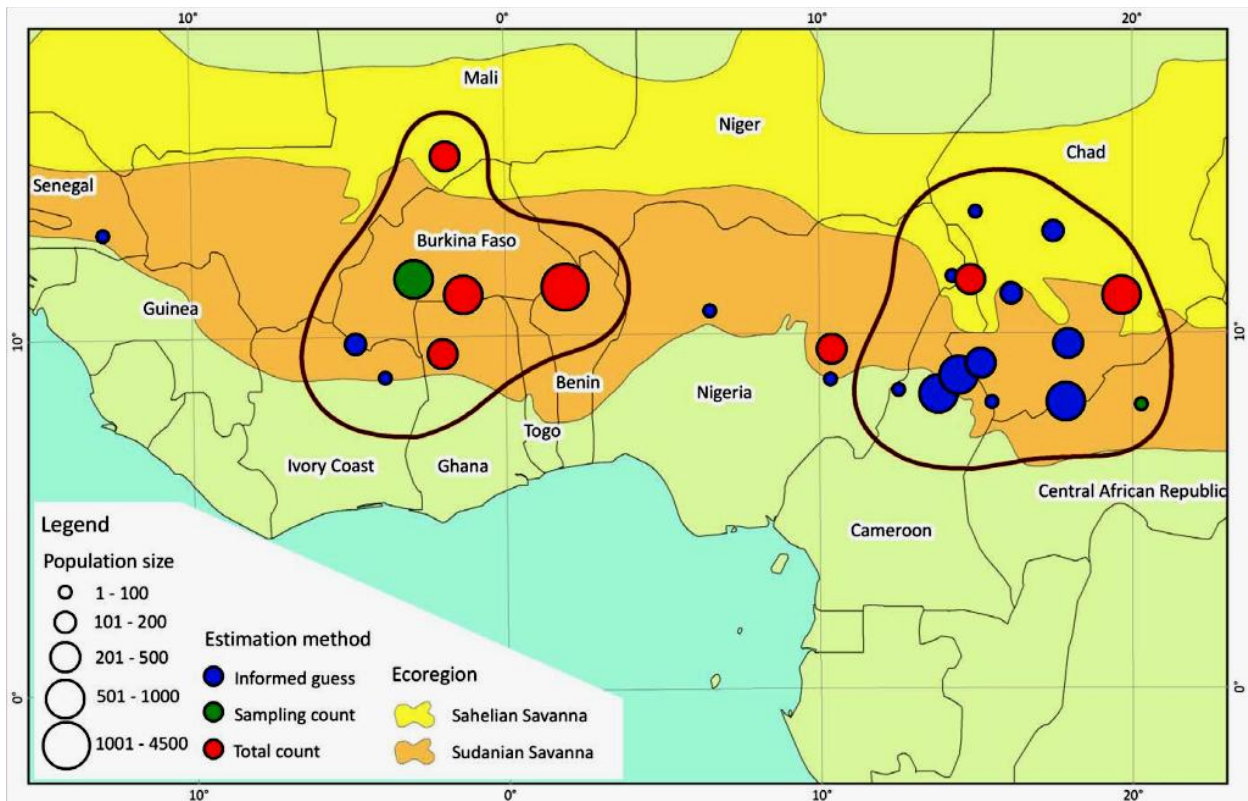 10°
0°
10°
20°
Mali
Niger
Chad
Senegal
Burkina Faso
Guinea
10°
10°
Benin
Nigeria
Togo
Ivory Coast
Ghana
Central African Republic
Cameroon
Legend
Population size
1 - 100
101 - 200
201 - 500
501 - 1000
1001 - 4500
Estimation method
Informed guess
Sampling count
Total count
Ecoregion
Sahelian Savanna
Sudanian Savanna
0°
0°
10°
0°
10°
20°